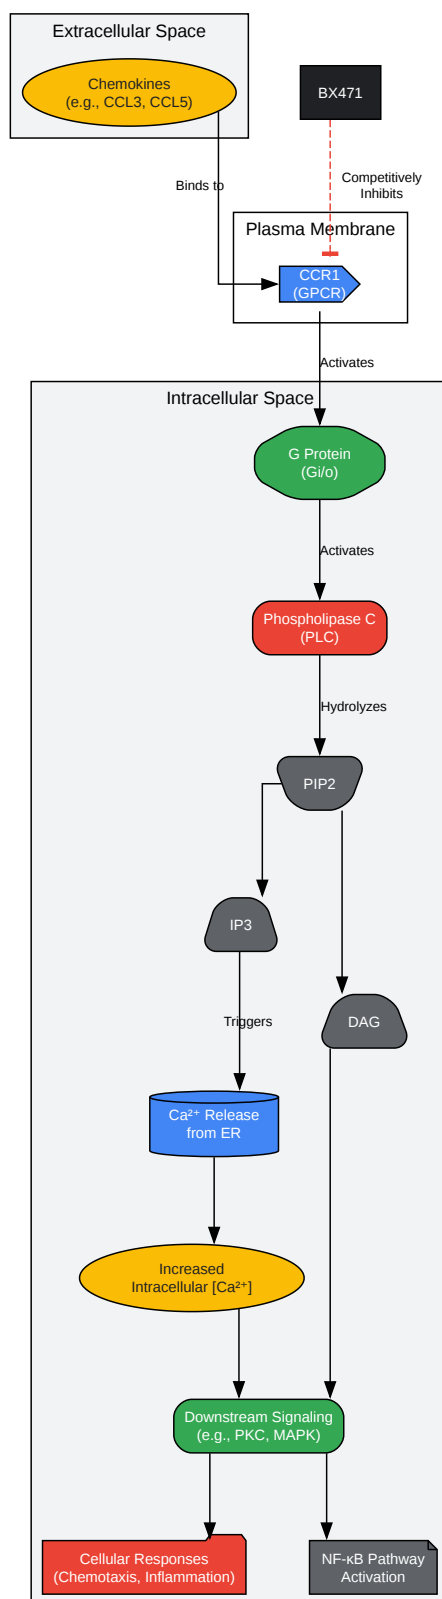 Extracellular Space
Chemokines
(e.g., CCL3, CCL5)
BX471
Binds to
Competitively
Inhibits
Plasma Membrane
CCR1
(GPCR)
Activates
Intracellular Space
G Protein
(Gi/o)
Activates
Phospholipase C
(PLC)
Hydrolyzes
PIP2
IP3
Triggers
DAG
Ca²⁺ Release
from ER
Increased
Intracellular [Ca²⁺]
Downstream Signaling
(e.g., PKC, MAPK)
Cellular Responses
(Chemotaxis, Inflammation)
NF-κB Pathway
Activation